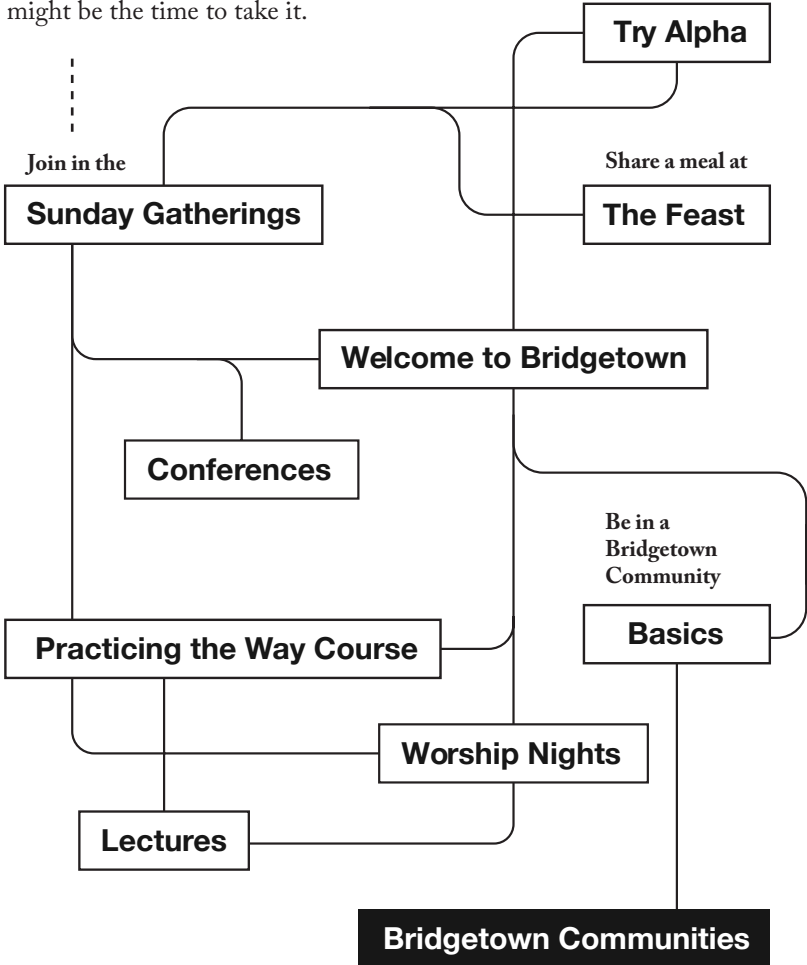 might be the time to take it.
Try Alpha
Join in the
Sunday Gatherings
Share a meal at
The Feast
Welcome to Bridgetown
Conferences
Be in a
Bridgetown
Community
Basics
Practicing the Way Course
Worship Nights
Lectures
Bridgetown Communities